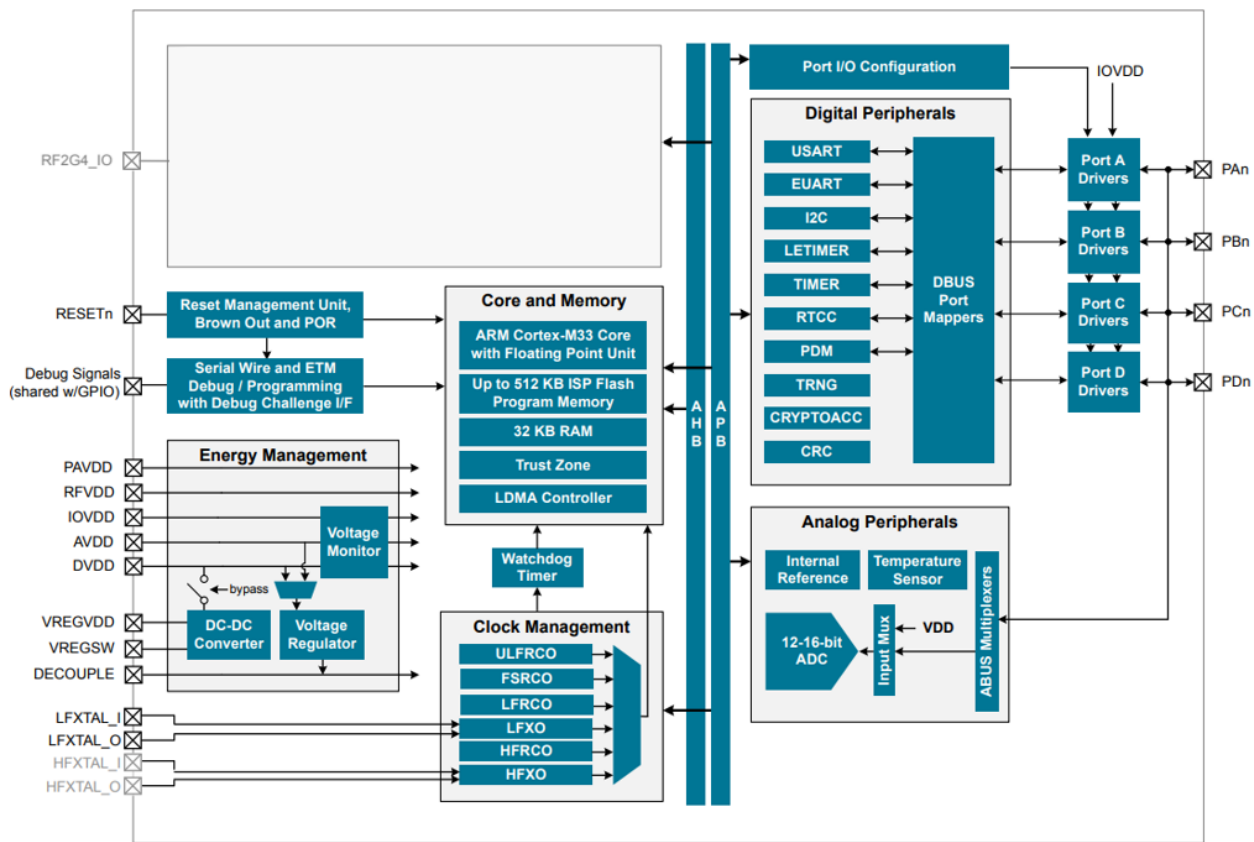 Port I/O Configuration
IOVDD
Digital Peripherals
USART
EUART
I2C
LETIMER
TIMER
RTCC
PDM
TRNG
CRYPTOACC
CRC
DBUS
Port
Mappers
Port A
Drivers
Port B
Drivers
Port C
Drivers
Port D
Drivers
PAn
PBn
PCn
PDn
RF2G4_IO
RESETn
Debug Signals
(shared w/GPIO)
Reset Management Unit,
Brown Out and POR
Serial Wire and ETM
Debug / Programming
with Debug Challenge I/F
Core and Memory
ARM Cortex-M33 Core
with Floating Point Unit
Up to 512 KB ISP Flash
Program Memory
32 KB RAM
Trust Zone
LDMA Controller
AHB
APB
Energy Management
PAVDD
RFVDD
IOVDD
AVDD
DVDD
VREGVDD
VREGSW
DECOUPLE
Voltage
Monitor
bypass
DC-DC
Converter
Voltage
Regulator
Watchdog
Timer
Clock Management
ULFRCO
FSRCO
LFRCO
LFXO
HFRCO
HFXO
LFXTAL_I
LFXTAL_O
HFXTAL_I
HFXTAL_O
Analog Peripherals
Internal
Reference
Temperature
Sensor
12-16-bit
ADC
Input Mux
VDD
ABUS Multiplexers